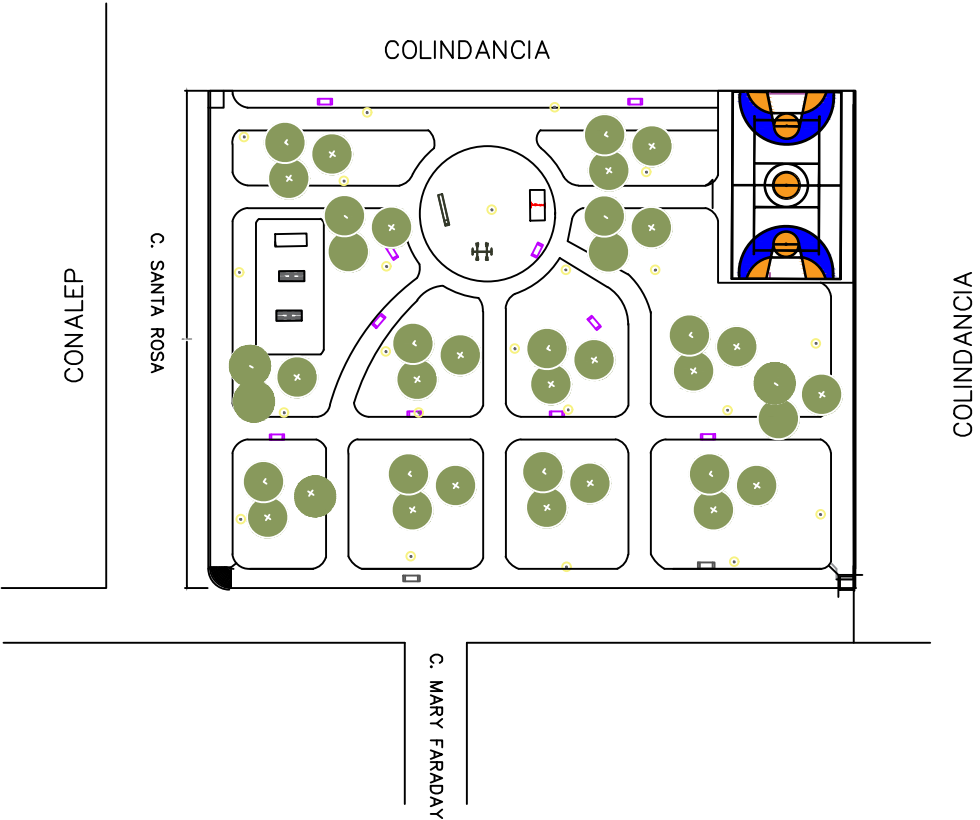 COLINDANCIA
CONALEP
C. SANTA ROSA
COLINDANCIA
C. MARY FARADAY